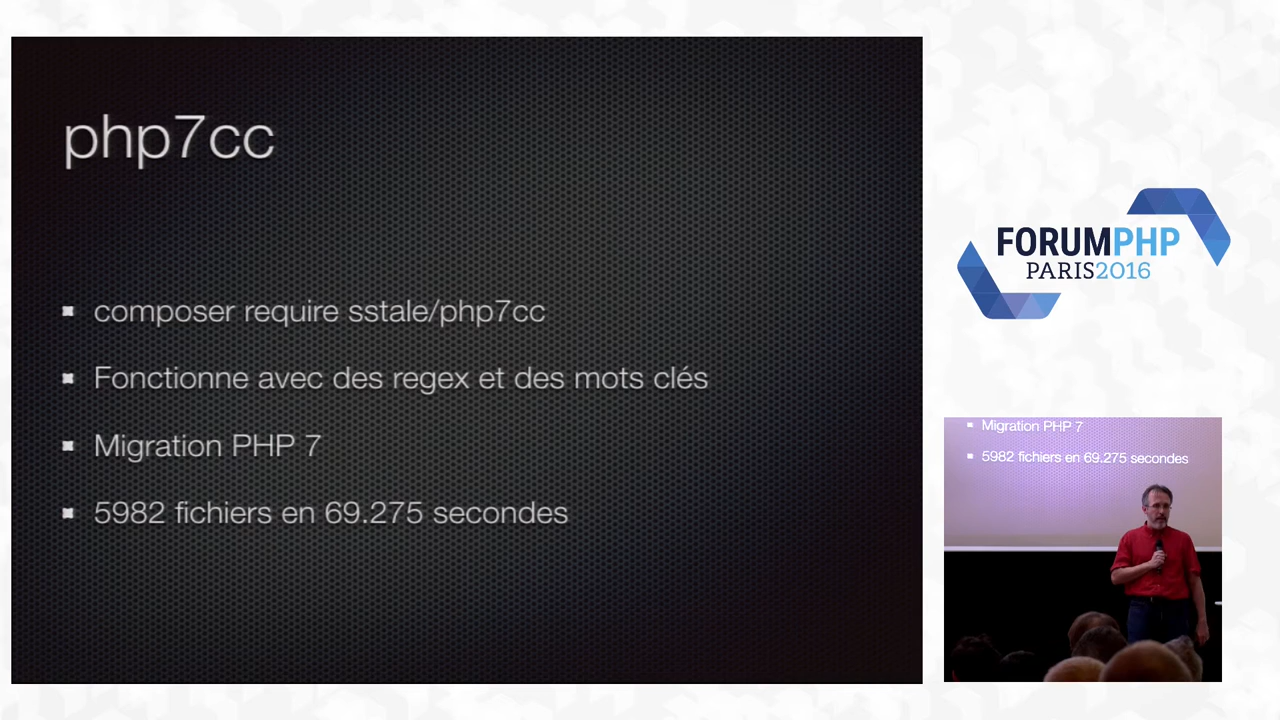 php7cc
composer require sstale/php7cc
Fonctionne avec des regex et des mots clés
Migration PHP 7
5982 fichiers en 69.275 secondes
FORUMPHP
PARIS2016
Migration PHP 7
5982 fichiers en 69.275 secondes